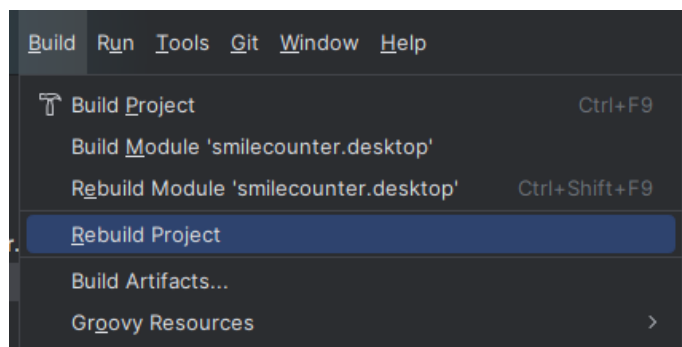 Build Run Tools Git Window Help
Build Project Ctrl+F9
Build Module 'smilecounter.desktop'
Rebuild Module 'smilecounter.desktop' Ctrl+Shift+F9
Rebuild Project
Build Artifacts...
Groovy Resources